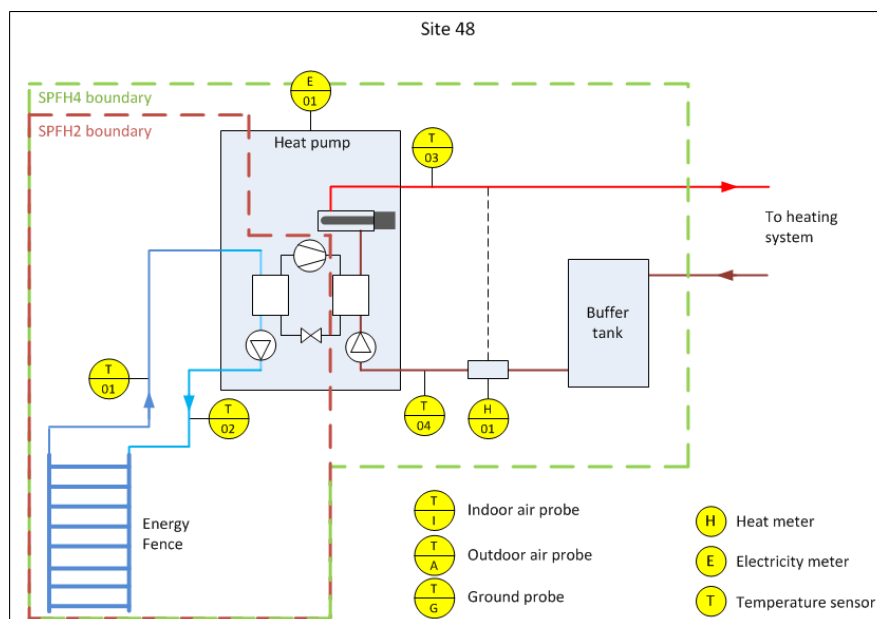 Site 48
E
01
SPFH4 boundary
SPFH2 boundary
Heat pump
T
03
To heating
system
Buffer
tank
T
01
T
02
T
04
H
01
Energy
Fence
T
I
Indoor air probe
T
A
Outdoor air probe
T
G
Ground probe
H
Heat meter
E
Electricity meter
T
Temperature sensor